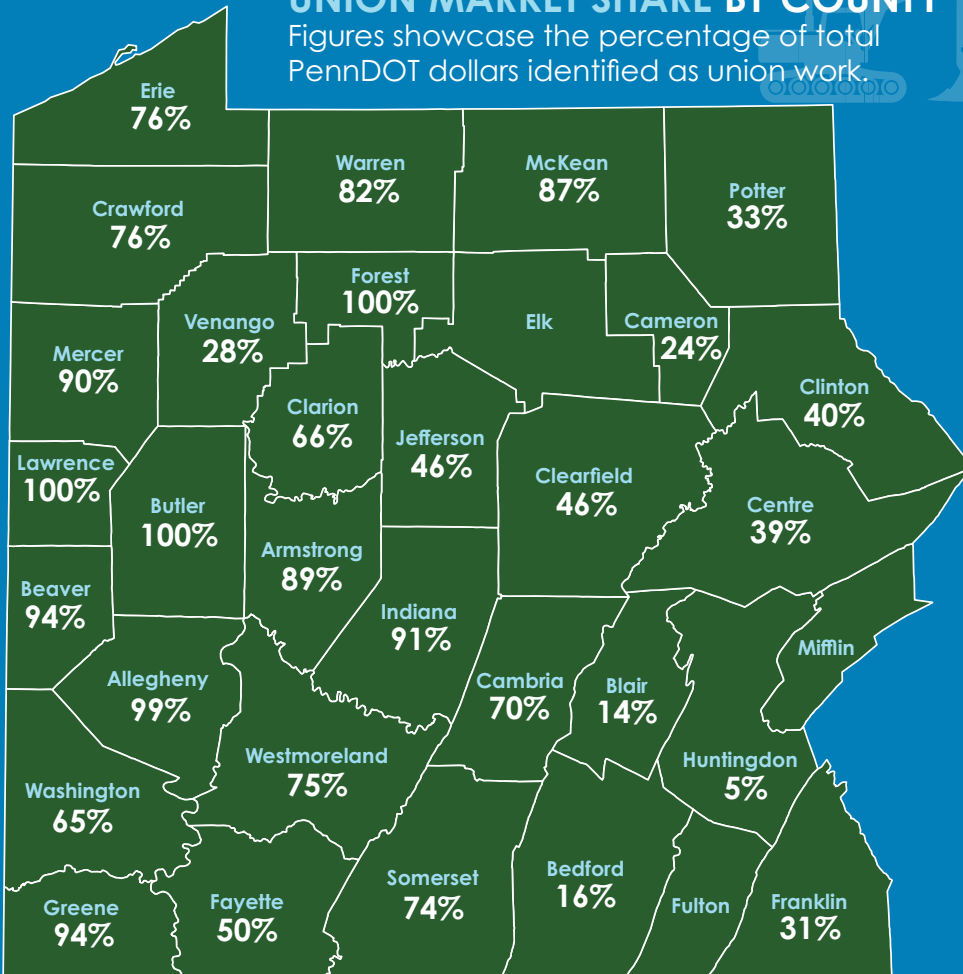 UNION MARKET SHARE BY COUNTY
Figures showcase the percentage of total
PennDOT dollars identified as union work.
Erie
76%
Warren
82%
McKean
87%
Potter
33%
Crawford
76%
Forest
100%
Venango
28%
Elk
Cameron
24%
Mercer
90%
Clarion
66%
Jefferson
46%
Clinton
40%
Lawrence
100%
Butler
100%
Clearfield
46%
Centre
39%
Armstrong
89%
Beaver
94%
Indiana
91%
Mifflin
Allegheny
99%
Cambria
70%
Blair
14%
Westmoreland
75%
Huntingdon
5%
Washington
65%
Somerset
74%
Bedford
16%
Greene
94%
Fayette
50%
Fulton
Franklin
31%